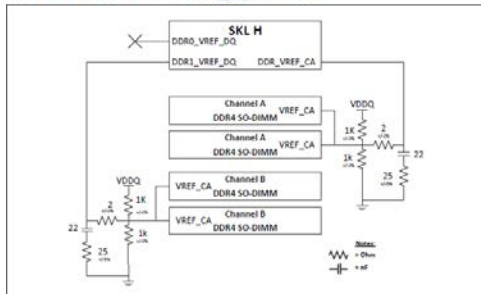 SKL H
DDR0_VREF_DQ
DDR1_VREF_DQ DDR_VREF_CA
Channel A
VREF_CA
DDR4 SO-DIMM
Channel A
VREF_CA
DDR4 SO-DIMM
VDDQ
1K
2
1k
22
25
Channel B
VREF_CA
DDR4 SO-DIMM
Channel B
VREF_CA
DDR4 SO-DIMM
VDDQ
1K
2
22
1k
25
Notes:
= Ohm
= nF